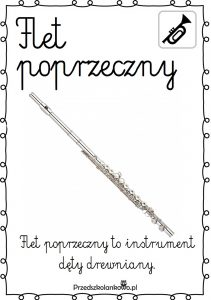 Flet
poprzeczny
Flet poprzeczny to instrument
dęty drewniany.
Przedszkolankowo.pl